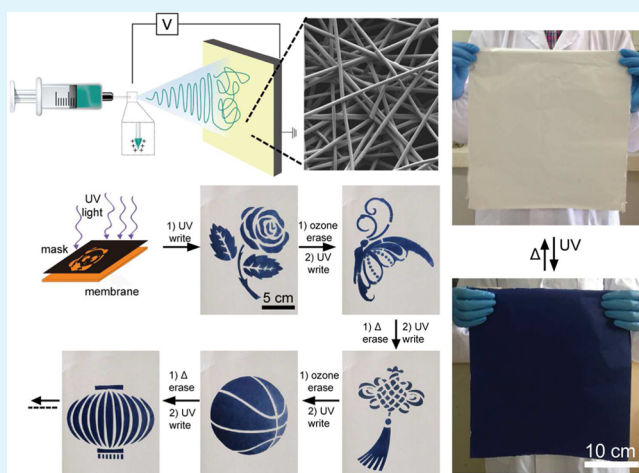 V
UV
light
mask
membrane
1) UV
write
5 cm
1) ozone
erase
2) UV
write
1) Δ
erase
2) UV
write
1) ozone
erase
2) UV
write
1) Δ
erase
2) UV
write
Δ
UV
10 cm